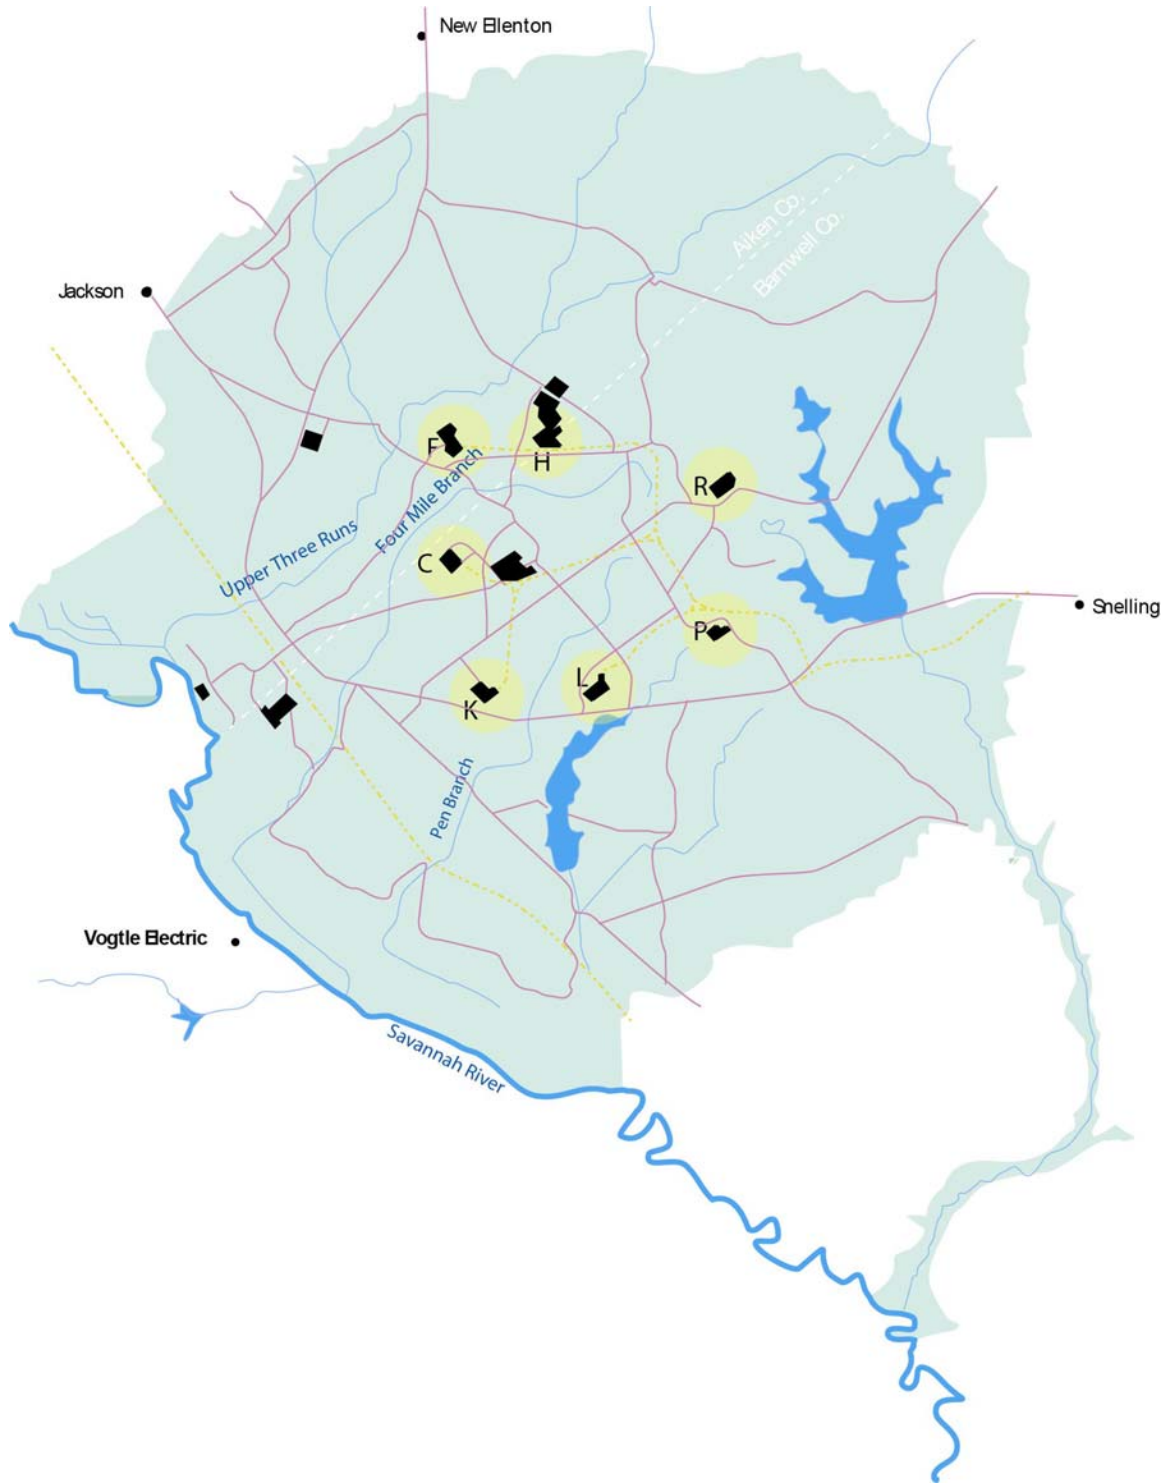 New Ellenton
Aiken Co.
Barnwell Co.
Jackson
F
H
R
Four Mile Branch
Upper Three Runs
C
Snelling
P
L
K
Pen Branch
Vogtle Electric
Savannah River